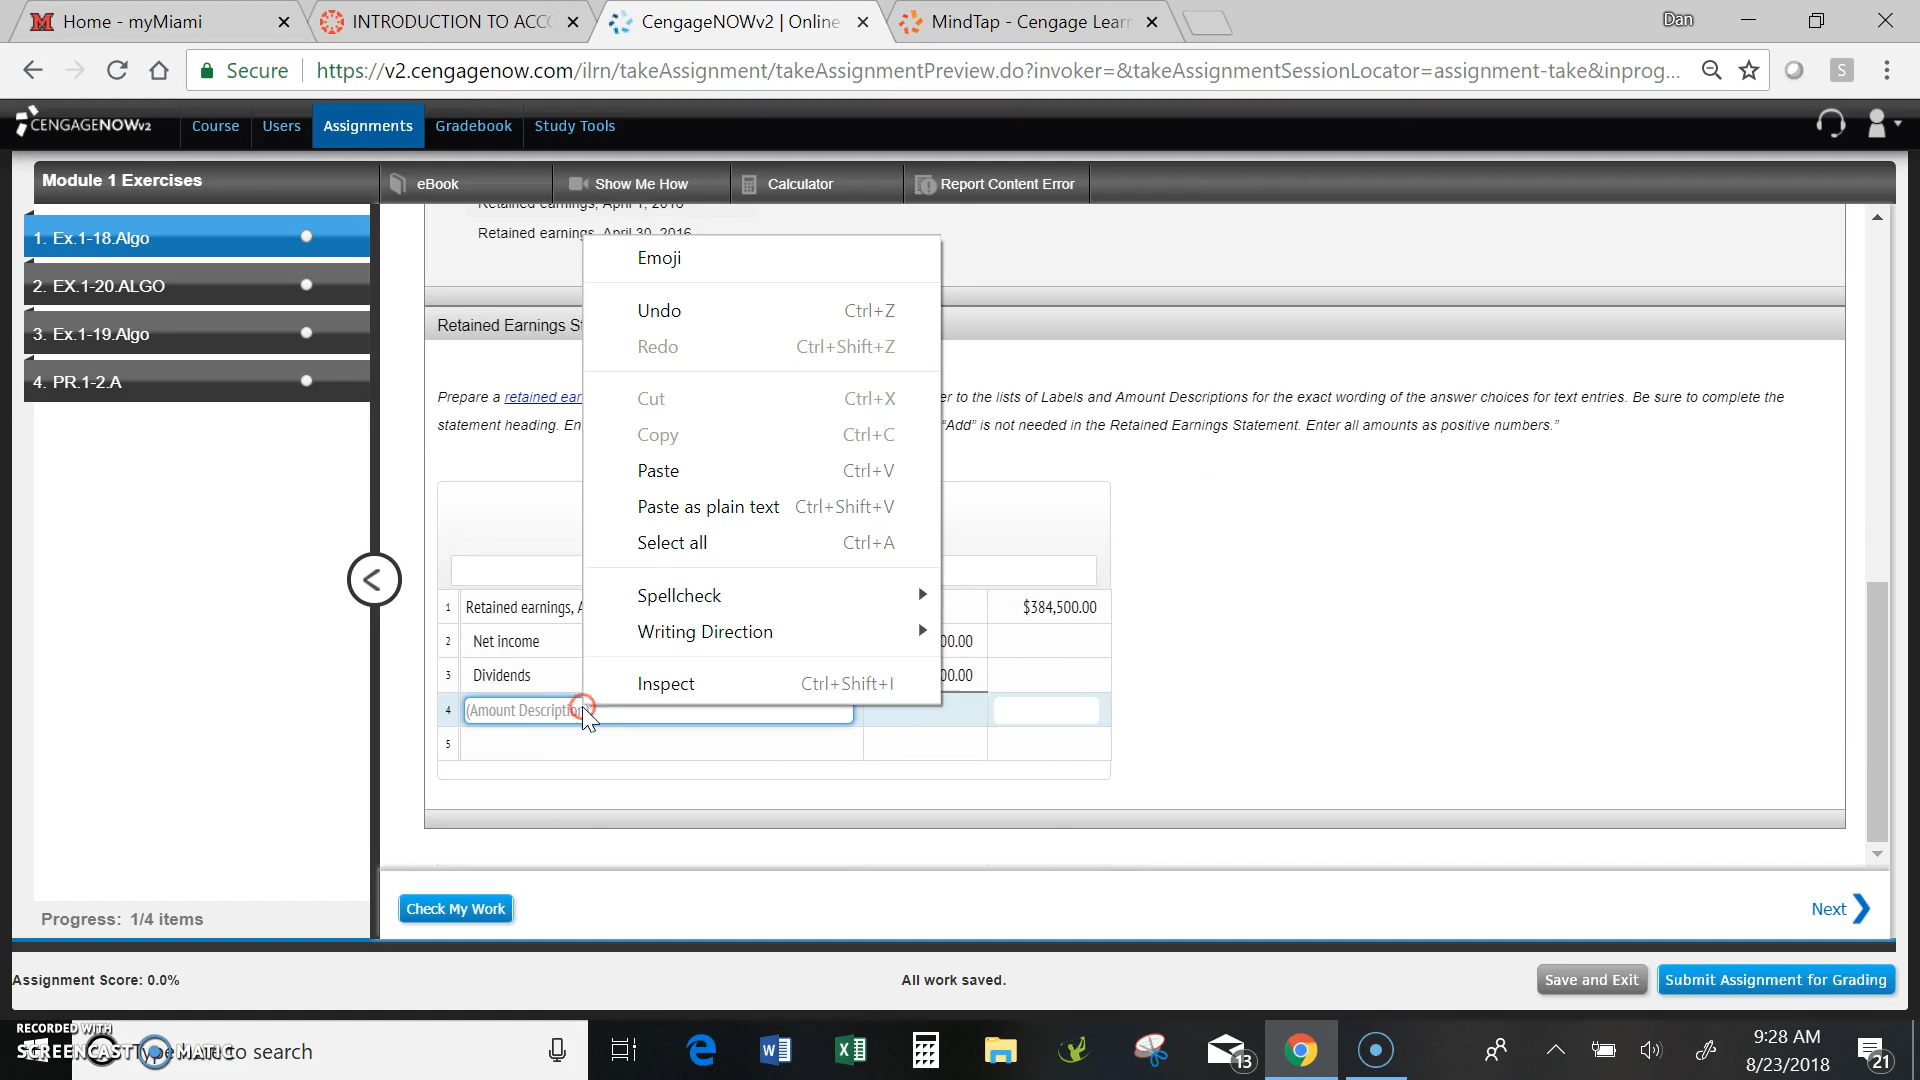 Home - myMiami
INTRODUCTION TO ACCO
CengageNOWv2 | Online
MindTap - Cengage Learn
Dan
Secure
https://v2.cengagenow.com/ilrn/takeAssignment/takeAssignmentPreview.do?invoker=&takeAssignmentSessionLocator=assignment-take&inprog...
S
CENGAGENOWv2
Course
Users
Assignments
Gradebook
Study Tools
Module 1 Exercises
eBook
Show Me How
Calculator
Report Content Error
1. Ex.1-18.Algo
2. EX.1-20.ALGO
3. Ex.1-19.Algo
4. PR.1-2.A
Retained earnings, April 1, 2016
Retained earnings, April 30, 2016
Retained Earnings St
Prepare a retained ear
er to the lists of Labels and Amount Descriptions for the exact wording of the answer choices for text entries. Be sure to complete the
statement heading. En
“Add” is not needed in the Retained Earnings Statement. Enter all amounts as positive numbers.”
Emoji
Undo Ctrl+Z
Redo Ctrl+Shift+Z
Cut Ctrl+X
Copy Ctrl+C
Paste Ctrl+V
Paste as plain text Ctrl+Shift+V
Select all Ctrl+A
Spellcheck
Writing Direction
Inspect Ctrl+Shift+I
1 Retained earnings, A $384,500.00
2 Net income 00.00
3 Dividends 00.00
4 (Amount Description)
5
Progress: 1/4 items
Check My Work
Next
Assignment Score: 0.0%
All work saved.
Save and Exit
Submit Assignment for Grading
RECORDED WITH
SCREENCAST MATIC
Type here to search
13
9:28 AM
8/23/2018
21